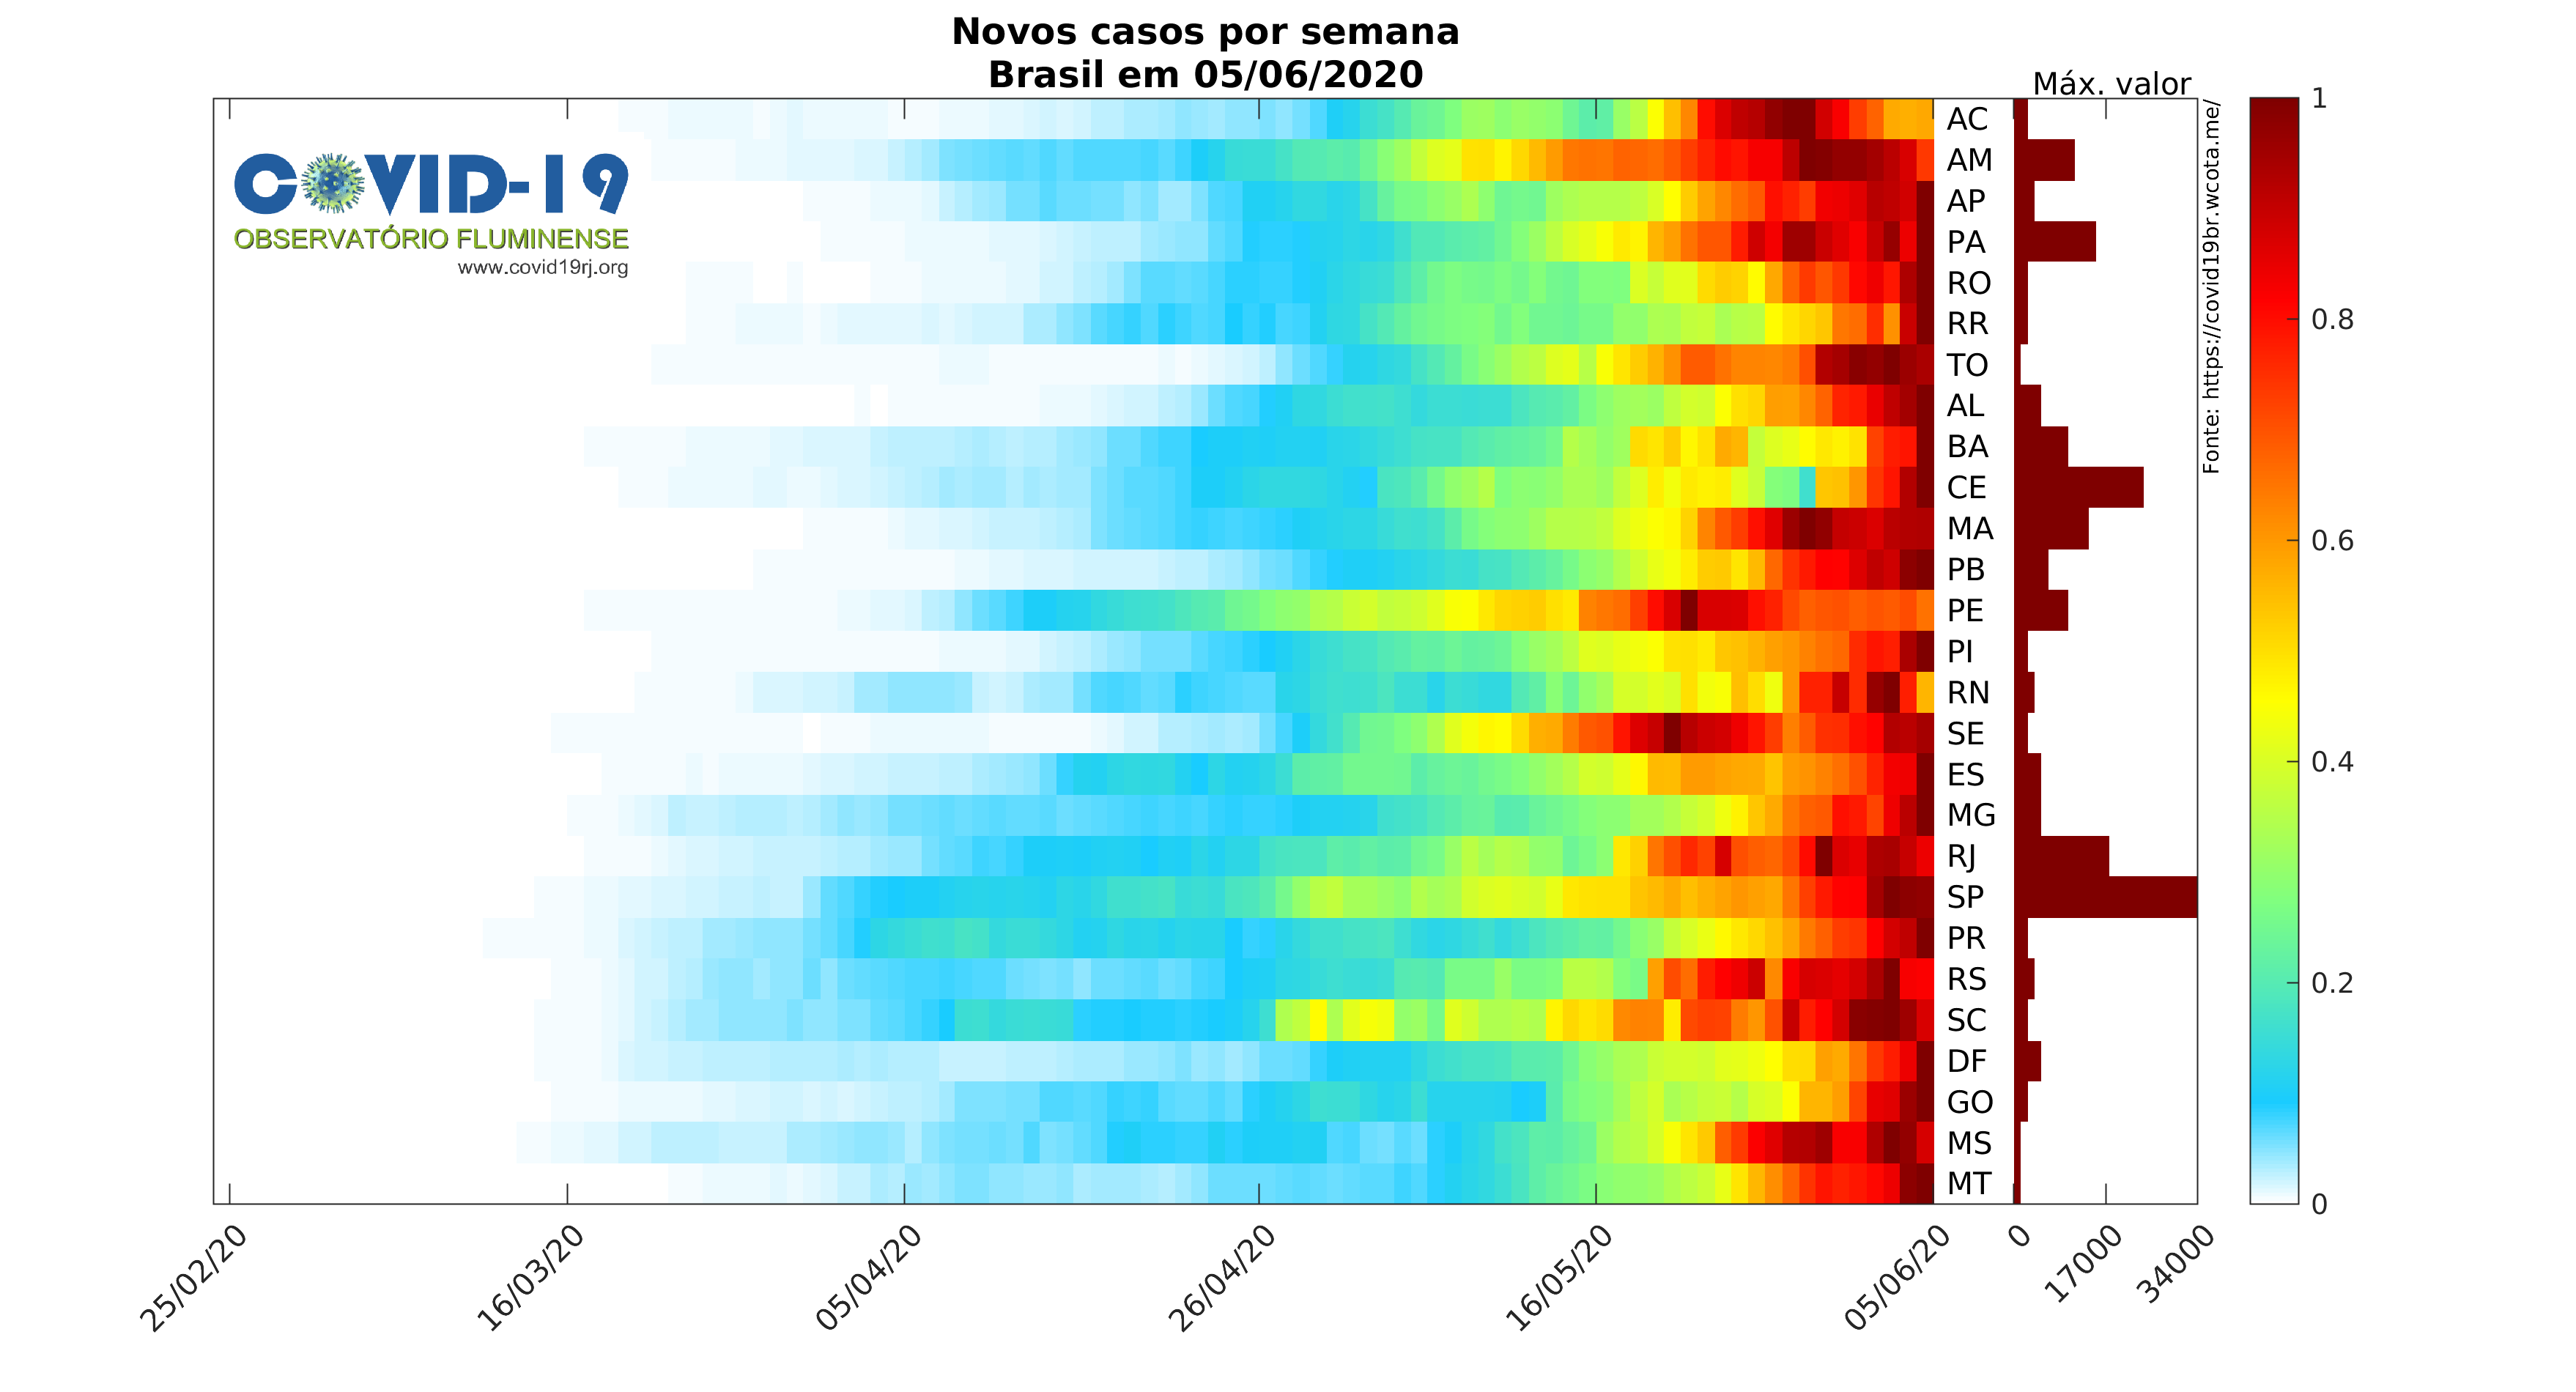 Novos casos por semana
Brasil em 05/06/2020
Máx. valor
COVID-19
OBSERVATÓRIO FLUMINENSE
www.covid19rj.org
AC
AM
AP
PA
RO
RR
TO
AL
BA
CE
MA
PB
PE
PI
RN
SE
ES
MG
RJ
SP
PR
RS
SC
DF
GO
MS
MT
Fonte: https://covid19br.wcota.me/
1
0.8
0.6
0.4
0.2
0
25/02/20 16/03/20 05/04/20 26/04/20 16/05/20 05/06/20 0 17000 34000